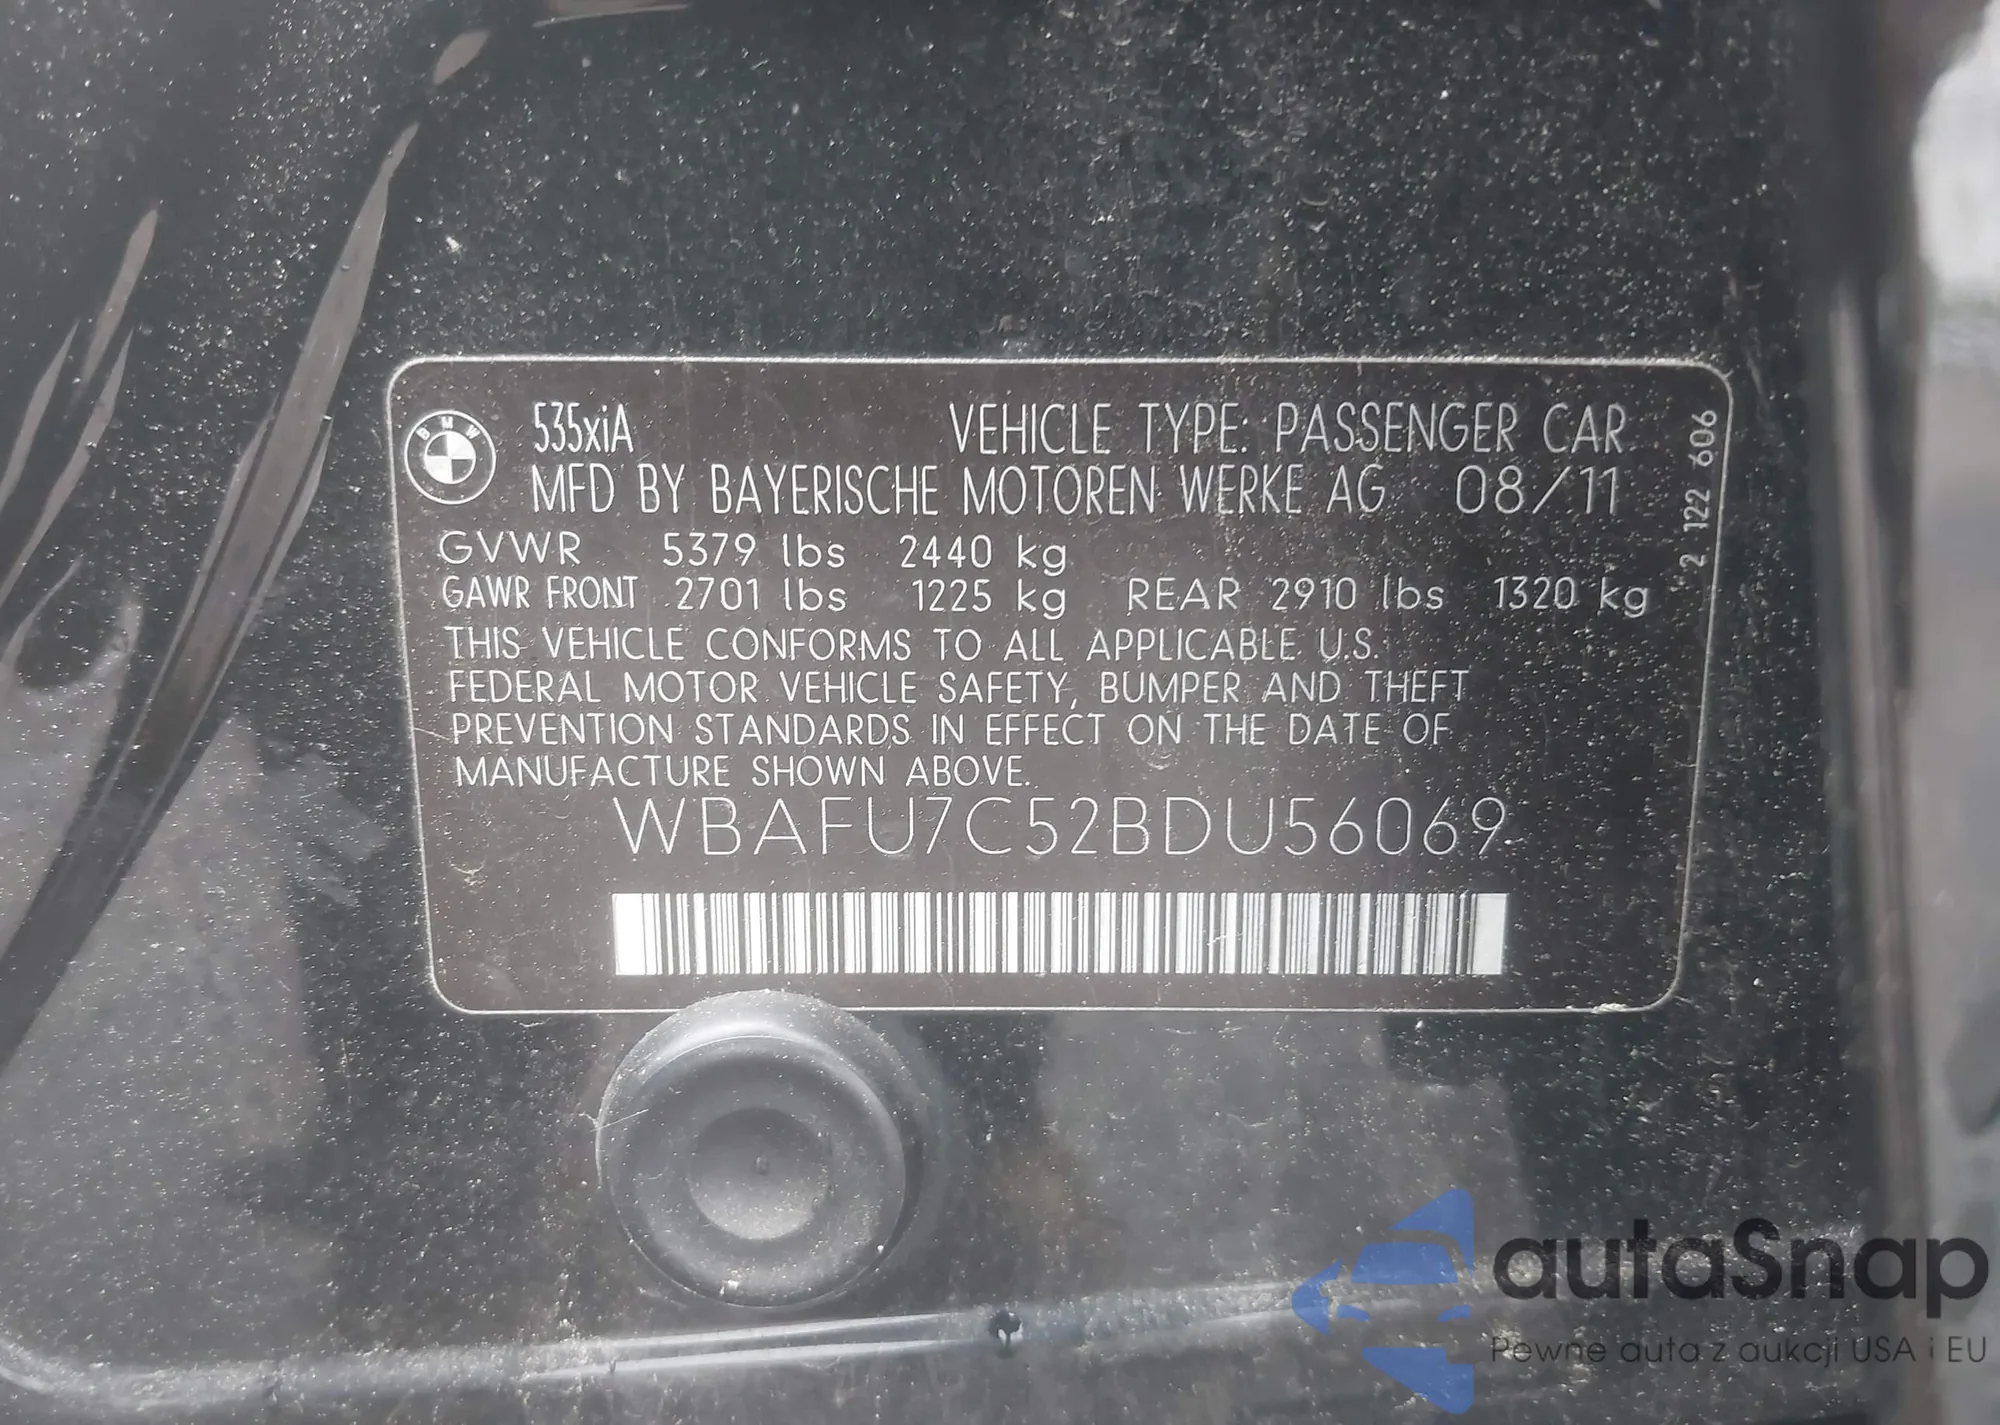 BMW
535xiA VEHICLE TYPE: PASSENGER CAR
MFD BY BAYERISCHE MOTOREN WERKE AG 08/11
GVWR 5379 lbs 2440 kg
GAWR FRONT 2701 lbs 1225 kg REAR 2910 lbs 1320 kg
THIS VEHICLE CONFORMS TO ALL APPLICABLE U.S.
FEDERAL MOTOR VEHICLE SAFETY, BUMPER AND THEFT
PREVENTION STANDARDS IN EFFECT ON THE DATE OF
MANUFACTURE SHOWN ABOVE.
WBAFU7C52BDU56069
2 122 606
autaSnap
Pewne auta z aukcji USA i EU